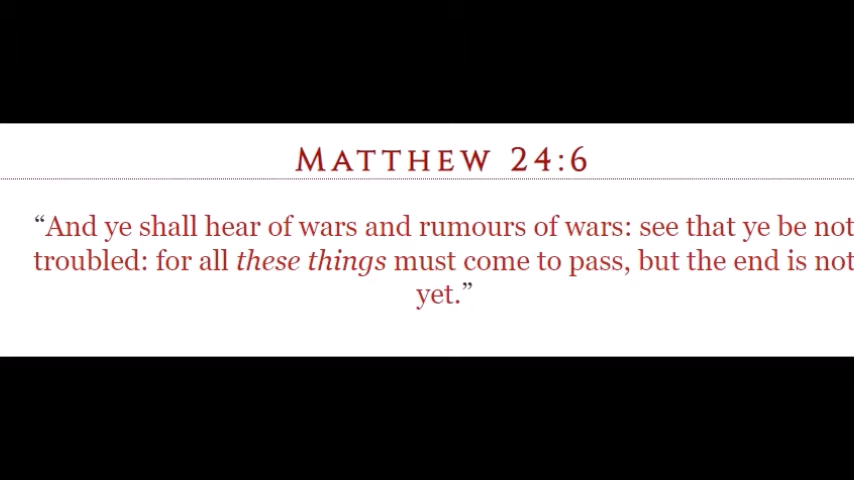 Matthew 24:6
“And ye shall hear of wars and rumours of wars: see that ye be not
troubled: for all these things must come to pass, but the end is not
yet.”